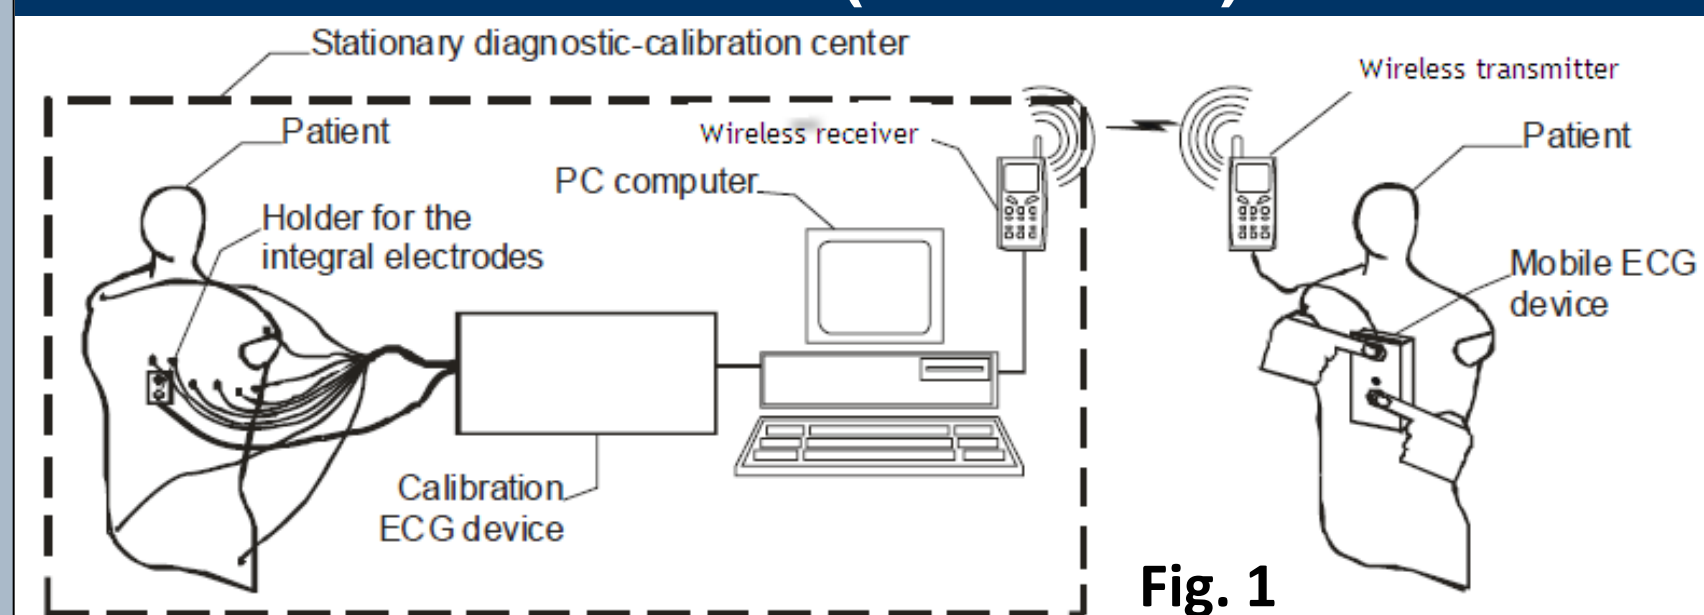 Stationary diagnostic-calibration center
Wireless transmitter
Patient
Wireless receiver
Patient
PC computer
Holder for the
integral electrodes
Mobile ECG
device
Calibration
ECG device
Fig. 1